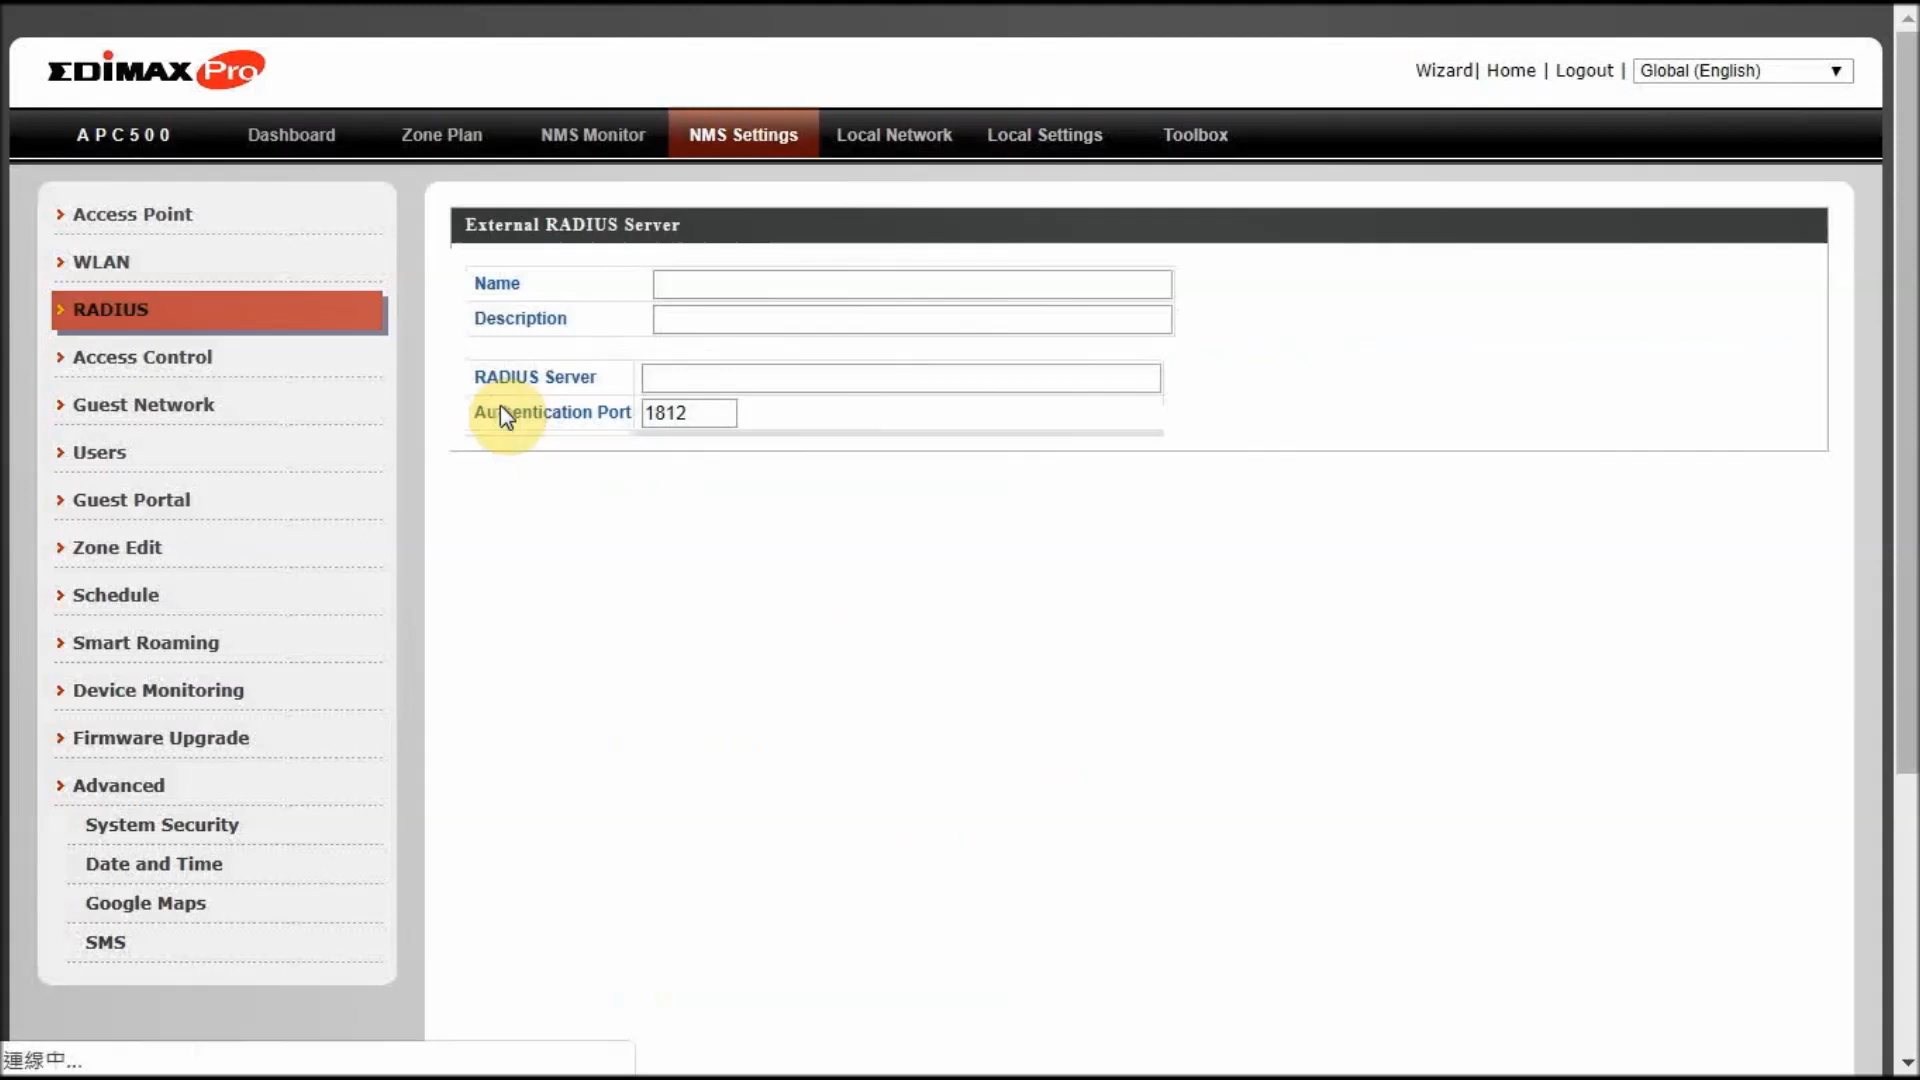 EDIMAX Pro
Wizard| Home | Logout | Global (English)
APC500 Dashboard Zone Plan NMS Monitor NMS Settings Local Network Local Settings Toolbox
Access Point
WLAN
RADIUS
Access Control
Guest Network
Users
Guest Portal
Zone Edit
Schedule
Smart Roaming
Device Monitoring
Firmware Upgrade
Advanced
System Security
Date and Time
Google Maps
SMS
External RADIUS Server
Name
Description
RADIUS Server
Authentication Port 1812
連線中...